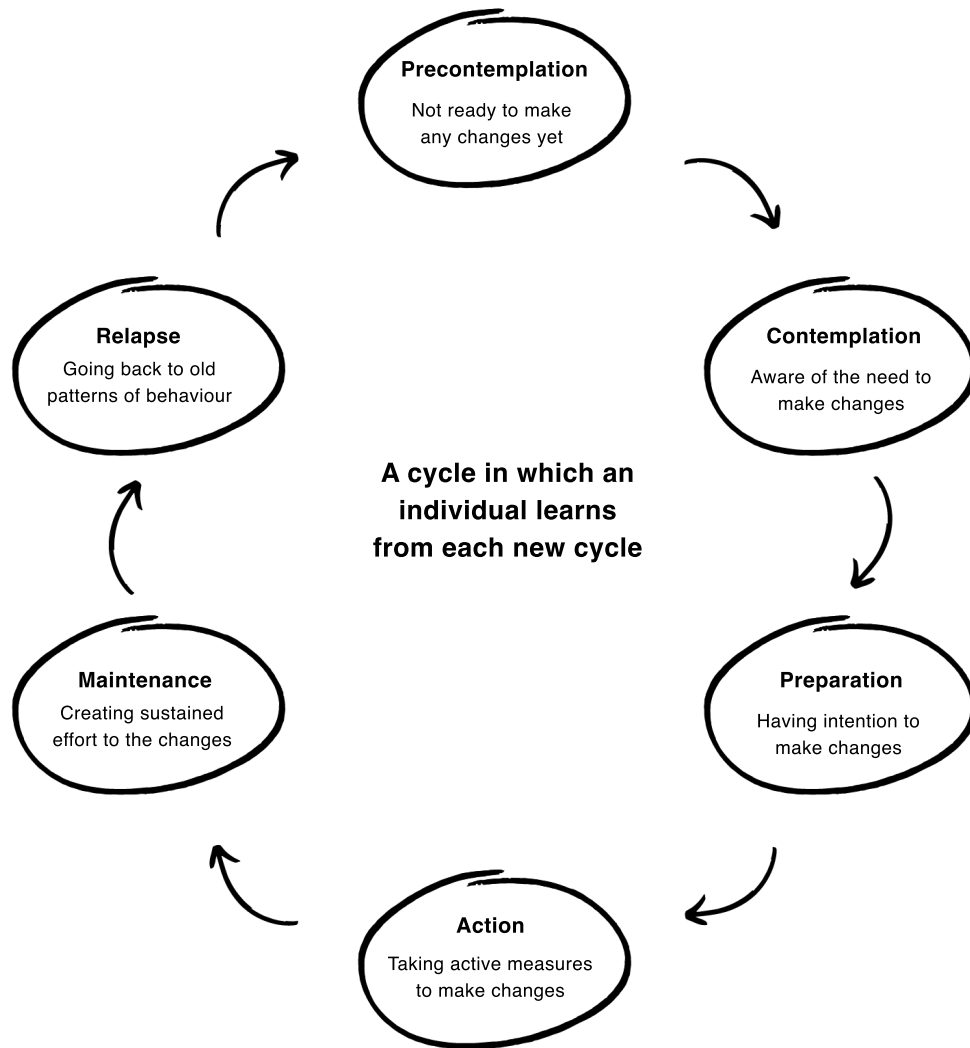 Precontemplation
Not ready to make
any changes yet
Contemplation
Aware of the need to
make changes
Preparation
Having intention to
make changes
Action
Taking active measures
to make changes
Maintenance
Creating sustained
effort to the changes
Relapse
Going back to old
patterns of behaviour
A cycle in which an
individual learns
from each new cycle